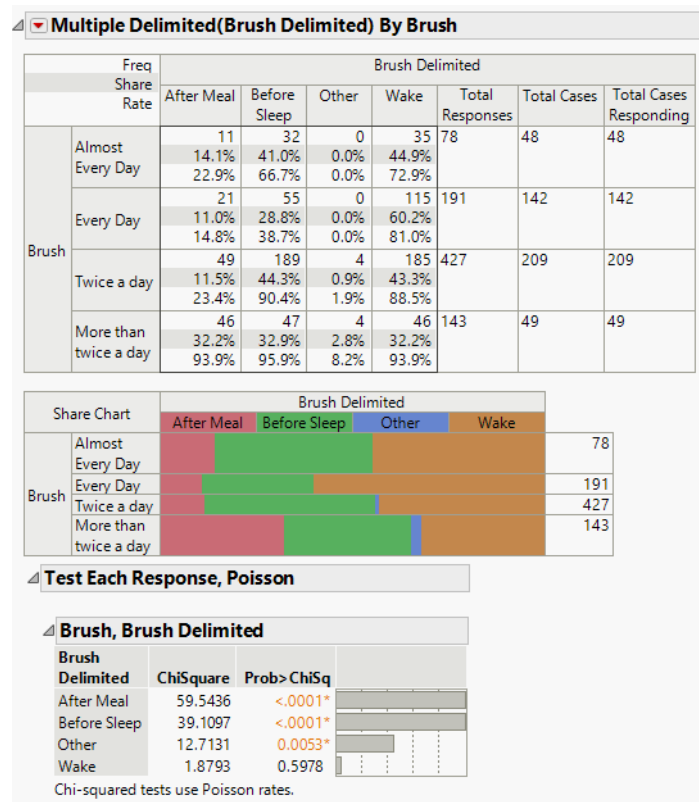 Multiple Delimited(Brush Delimited) By Brush
Freq
Share
Rate
Brush Delimited
After Meal Before Sleep Other Wake Total Responses Total Cases Total Cases Responding
Brush
Almost Every Day
11 32 0 35 78 48 48
14.1% 41.0% 0.0% 44.9%
22.9% 66.7% 0.0% 72.9%
Every Day
21 55 0 115 191 142 142
11.0% 28.8% 0.0% 60.2%
14.8% 38.7% 0.0% 81.0%
Twice a day
49 189 4 185 427 209 209
11.5% 44.3% 0.9% 43.3%
23.4% 90.4% 1.9% 88.5%
More than twice a day
46 47 4 46 143 49 49
32.2% 32.9% 2.8% 32.2%
93.9% 95.9% 8.2% 93.9%
Share Chart
Brush Delimited
After Meal Before Sleep Other Wake
Brush
Almost Every Day 78
Every Day 191
Twice a day 427
More than twice a day 143
Test Each Response, Poisson
Brush, Brush Delimited
Brush Delimited ChiSquare Prob>ChiSq
After Meal 59.5436 <.0001*
Before Sleep 39.1097 <.0001*
Other 12.7131 0.0053*
Wake 1.8793 0.5978
Chi-squared tests use Poisson rates.